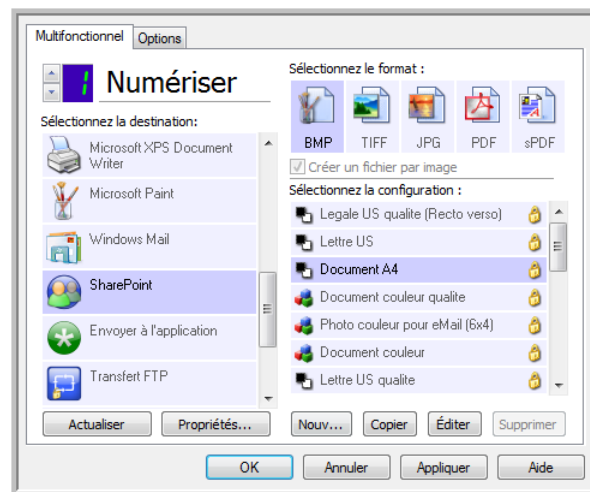 Multifonctionnel
Options
1
Numériser
Sélectionnez la destination:
Microsoft XPS Document
Writer
Microsoft Paint
Windows Mail
SharePoint
Envoyer à l'application
Transfert FTP
Actualiser
Propriétés...
Sélectionnez le format :
BMP
TIFF
JPG
PDF
sPDF
Créer un fichier par image
Sélectionnez la configuration :
Legale US qualite (Recto verso)
Lettre US
Document A4
Document couleur qualite
Photo couleur pour eMail (6x4)
Document couleur
Lettre US qualite
Nouv...
Copier
Éditer
Supprimer
OK
Annuler
Appliquer
Aide